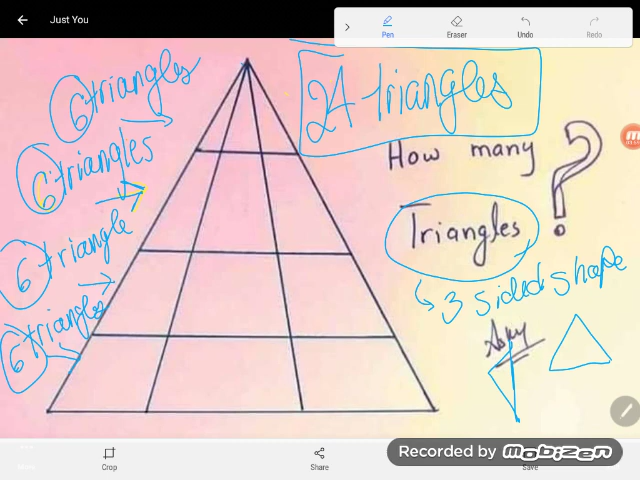 Just You
Pen
Eraser
Undo
Redo
6 triangles
24 triangles
How many
?
6 triangles
Triangles
6 triangle
3 sided shape
6 triangles
Crop
Share
Save
Recorded by mobizen